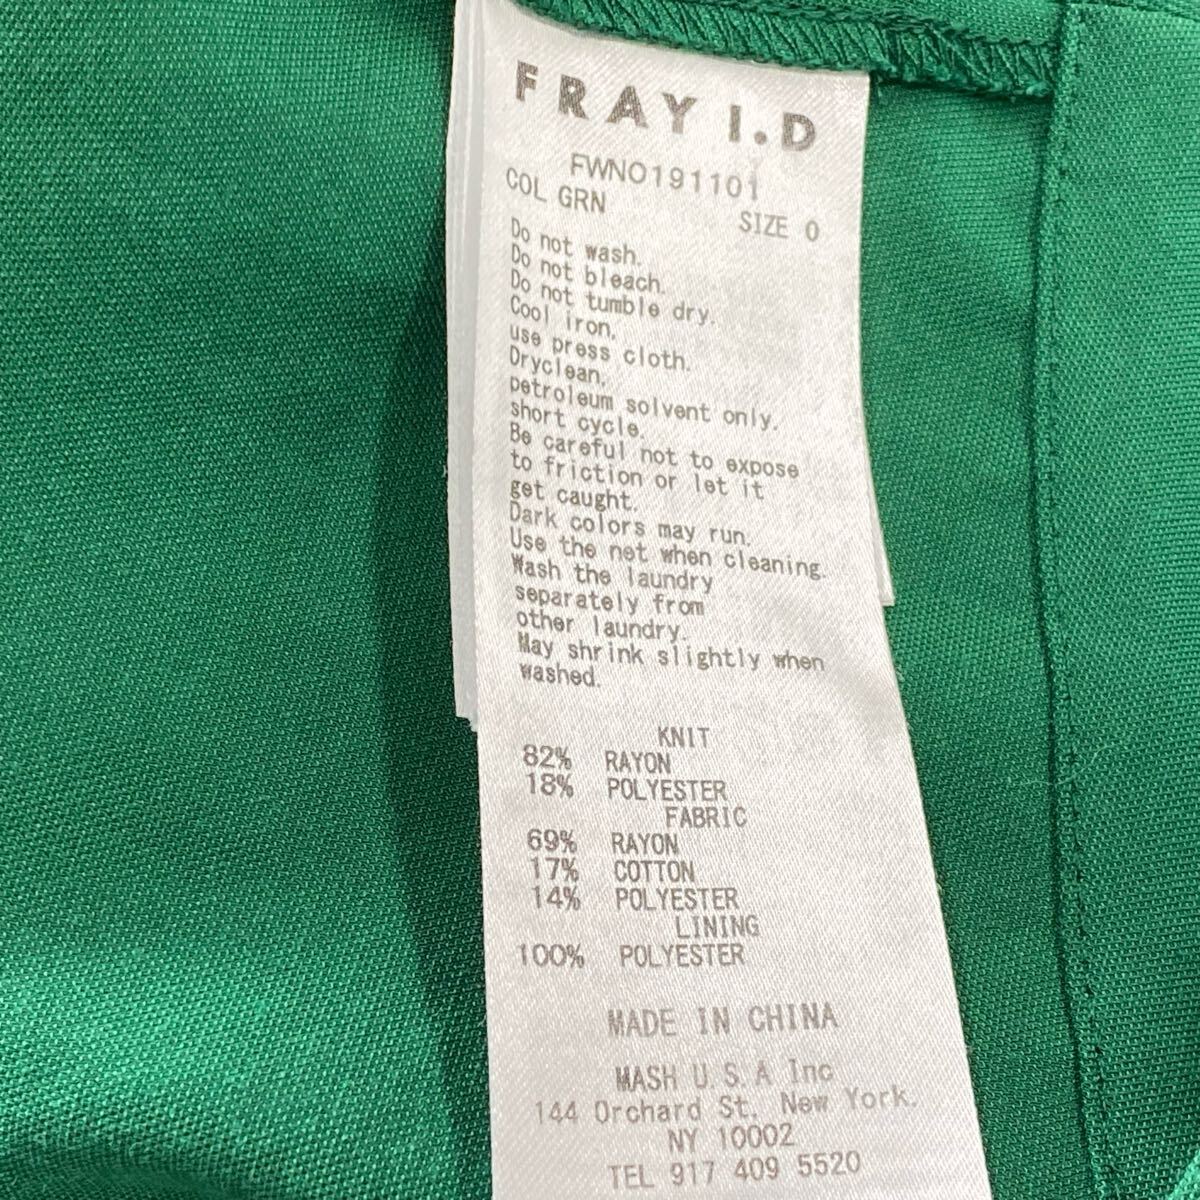 FRAY I.D
FWNO191101
COL GRN SIZE 0
Do not wash.
Do not bleach.
Do not tumble dry.
Cool iron,
use press cloth.
Dryclean,
petroleum solvent only.
short cycle.
Be careful not to expose
to friction or let it
get caught.
Dark colors may run.
Use the net when cleaning.
Wash the laundry
separately from
other laundry.
May shrink slightly when
washed.
KNIT
82% RAYON
18% POLYESTER
FABRIC
69% RAYON
17% COTTON
14% POLYESTER
LINING
100% POLYESTER
MADE IN CHINA
MASH U.S.A Inc
144 Orchard St, New York.
NY 10002
TEL 917 409 5520